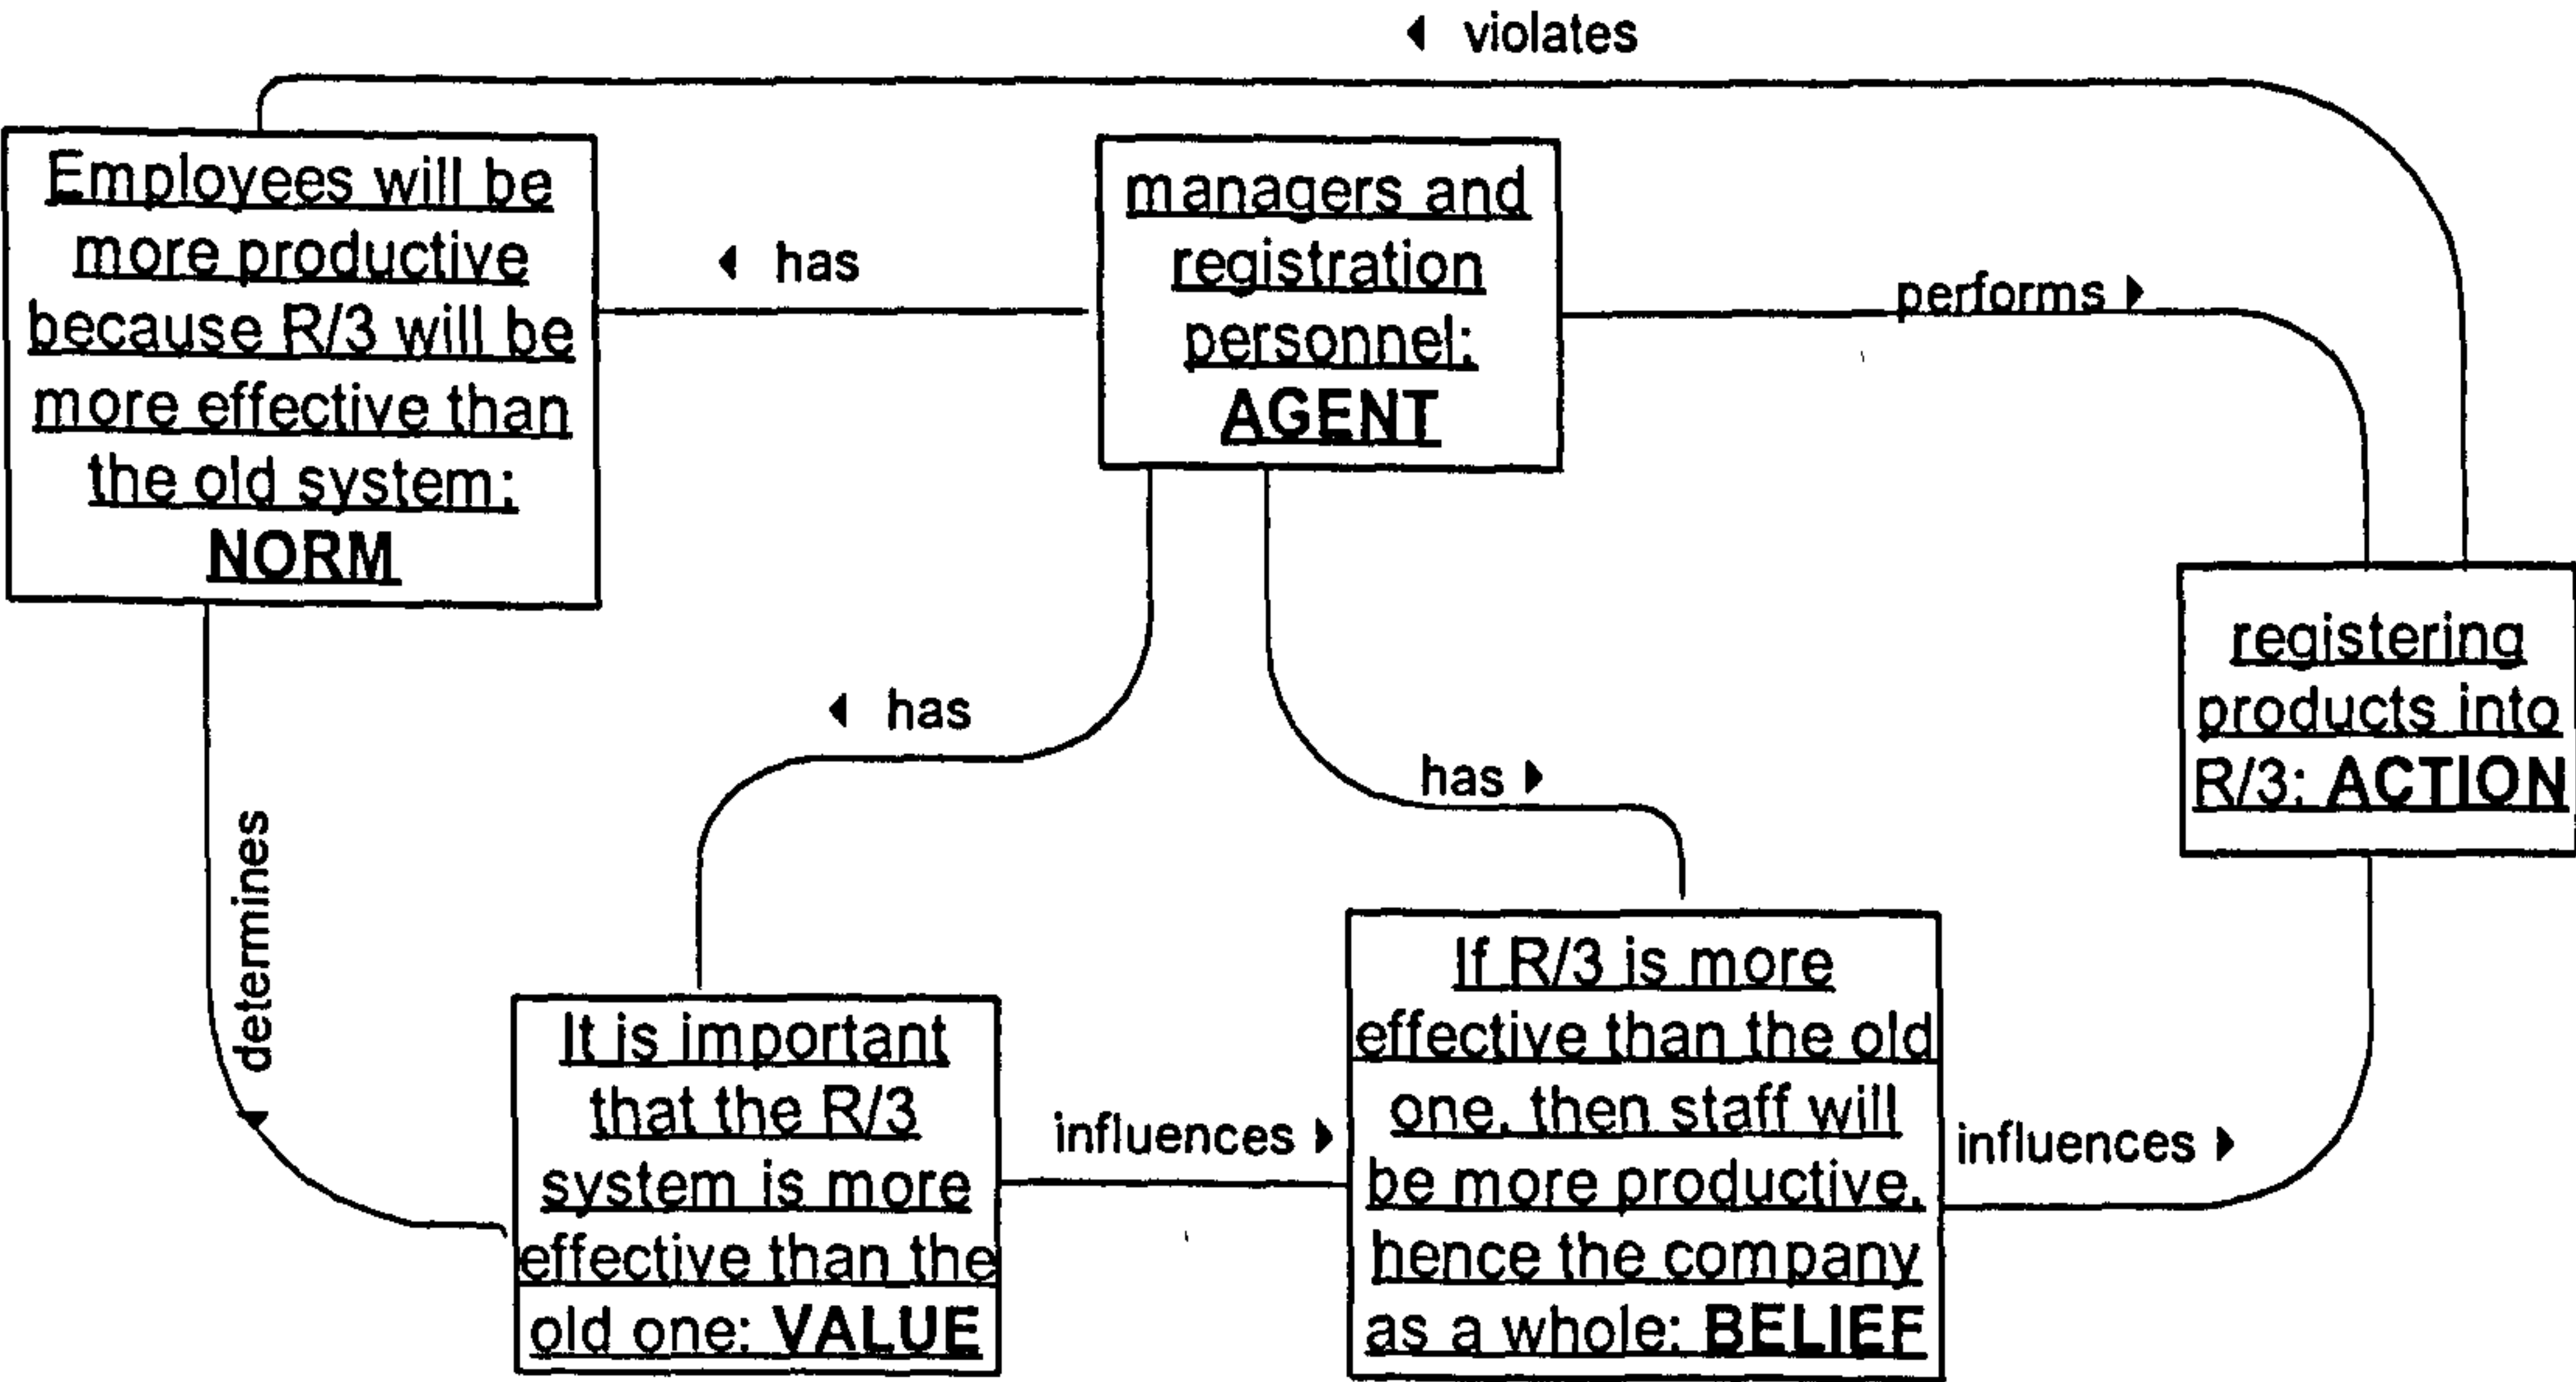 ◀ violates
Employees will be
more productive
because R/3 will be
more effective than
the old system:
NORM
◀ has
managers and
registration
personnel:
AGENT
performs ▶
registering
products into
R/3: ACTION
◀ has
has ▶
determines
It is important
that the R/3
system is more
effective than the
old one: VALUE
influences ▶
If R/3 is more
effective than the old
one, then staff will
be more productive,
hence the company
as a whole: BELIEF
influences ▶